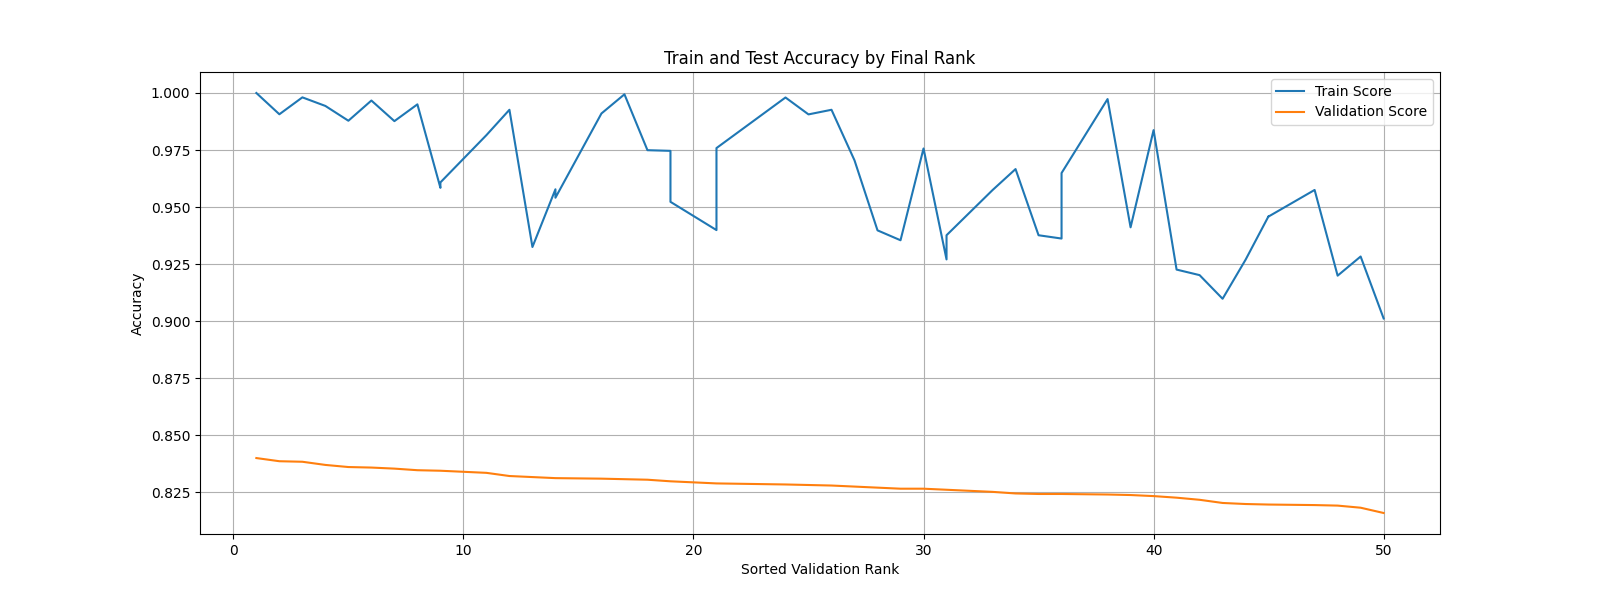 Train and Test Accuracy by Final Rank
Train Score
Validation Score
1.000
0.975
0.950
0.925
0.900
0.875
0.850
0.825
Accuracy
0 10 20 30 40 50
Sorted Validation Rank